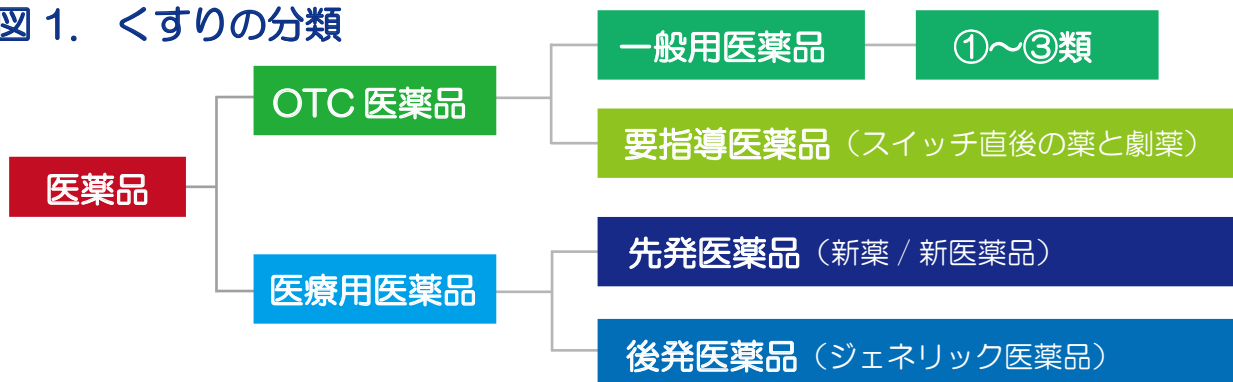 図 1. くすりの分類
医薬品
OTC 医薬品
一般用医薬品
①～③類
要指導医薬品（スイッチ直後の薬と劇薬）
医療用医薬品
先発医薬品（新薬 / 新医薬品）
後発医薬品（ジェネリック医薬品）